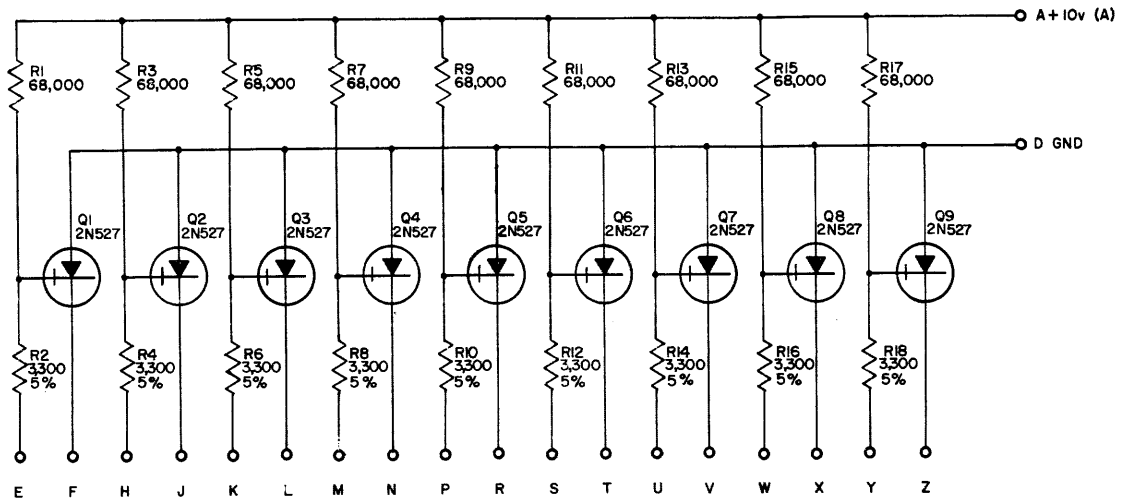 A+10v (A)
R1
68,000
R3
68,000
R5
68,000
R7
68,000
R9
68,000
R11
68,000
R13
68,000
R15
68,000
R17
68,000
D GND
Q1
2N527
Q2
2N527
Q3
2N527
Q4
2N527
Q5
2N527
Q6
2N527
Q7
2N527
Q8
2N527
Q9
2N527
R2
3,300
5%
R4
3,300
5%
R6
3,300
5%
R8
3,300
5%
R10
3,300
5%
R12
3,300
5%
R14
3,300
5%
R16
3,300
5%
R18
3,300
5%
E F H J K L M N P R S T U V W X Y Z